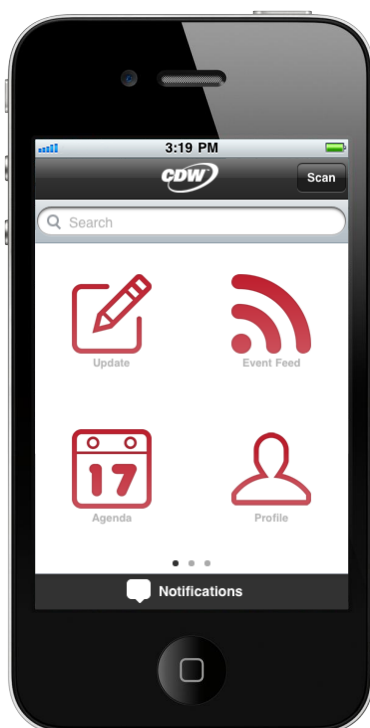 3:19 PM
CDW
Scan
Search
Update
Event Feed
17
Agenda
Profile
Notifications